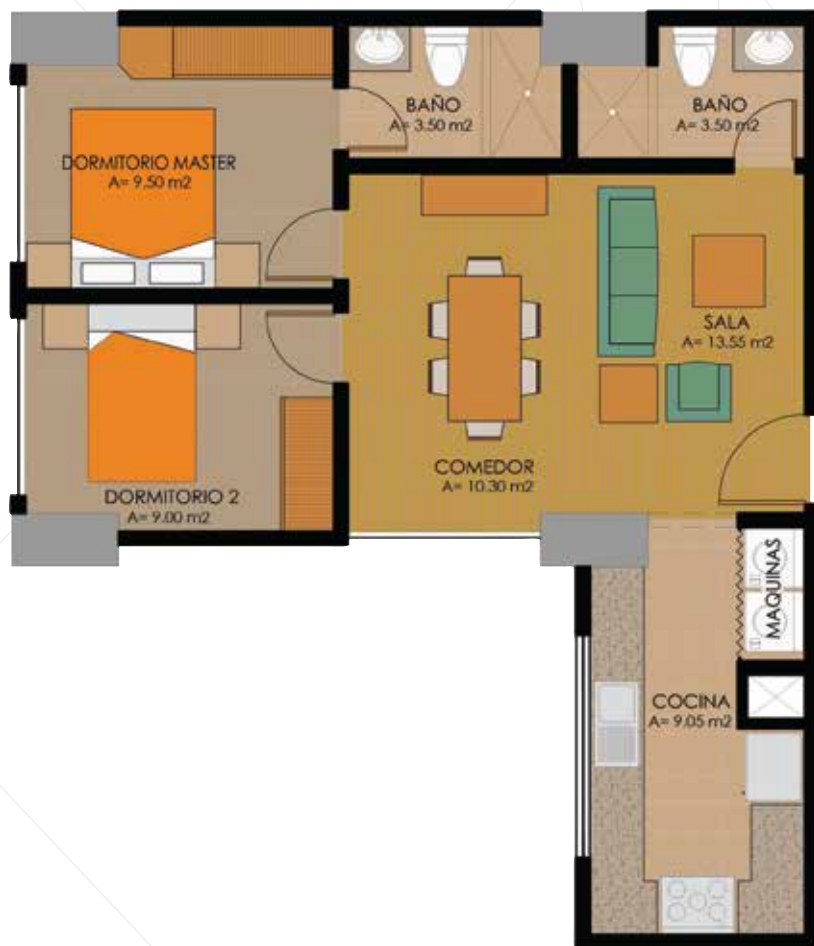 BAÑO
A= 3.50 m2
BAÑO
A= 3.50 m2
DORMITORIO MASTER
A= 9.50 m2
SALA
A= 13.55 m2
COMEDOR
A= 10.30 m2
DORMITORIO 2
A= 9.00 m2
MAQUINAS
COCINA
A= 9.05 m2